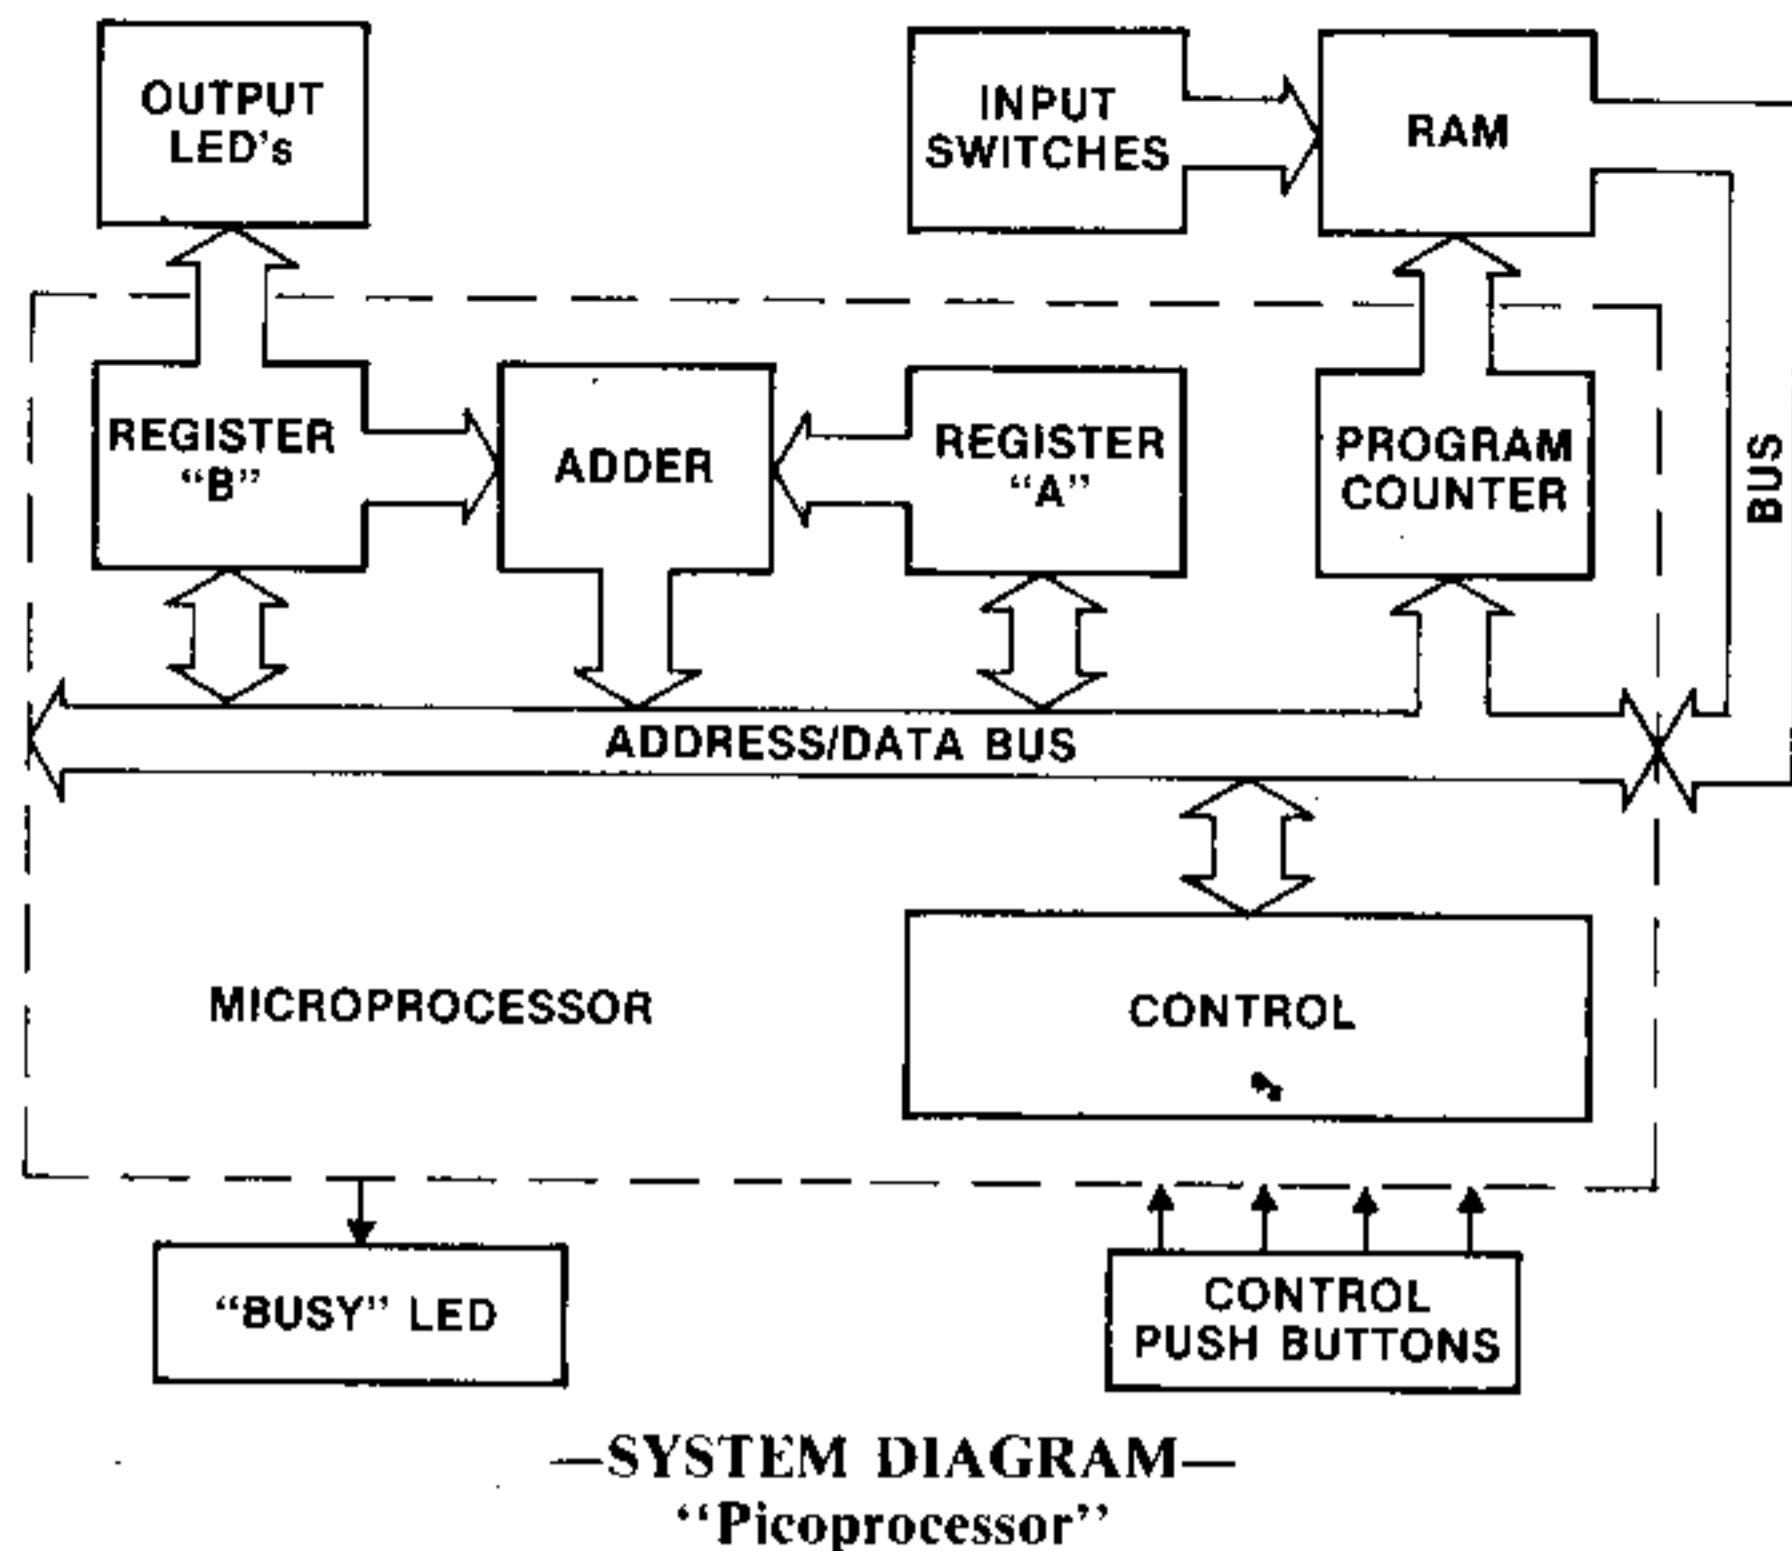 OUTPUT
LED's
INPUT
SWITCHES
RAM
REGISTER
“B”
ADDER
REGISTER
“A”
PROGRAM
COUNTER
BUS
ADDRESS/DATA BUS
MICROPROCESSOR
CONTROL
“BUSY” LED
CONTROL
PUSH BUTTONS
—SYSTEM DIAGRAM—
“Picoprocessor”